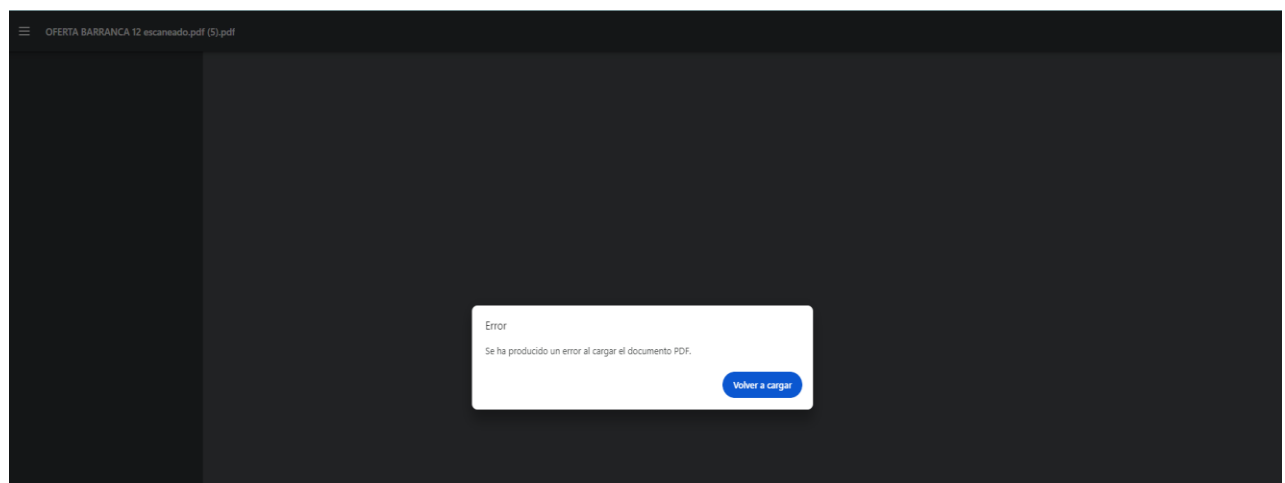 OFERTA BARRANCA 12 escaneado.pdf (5).pdf
Error
Se ha producido un error al cargar el documento PDF.
Volver a cargar